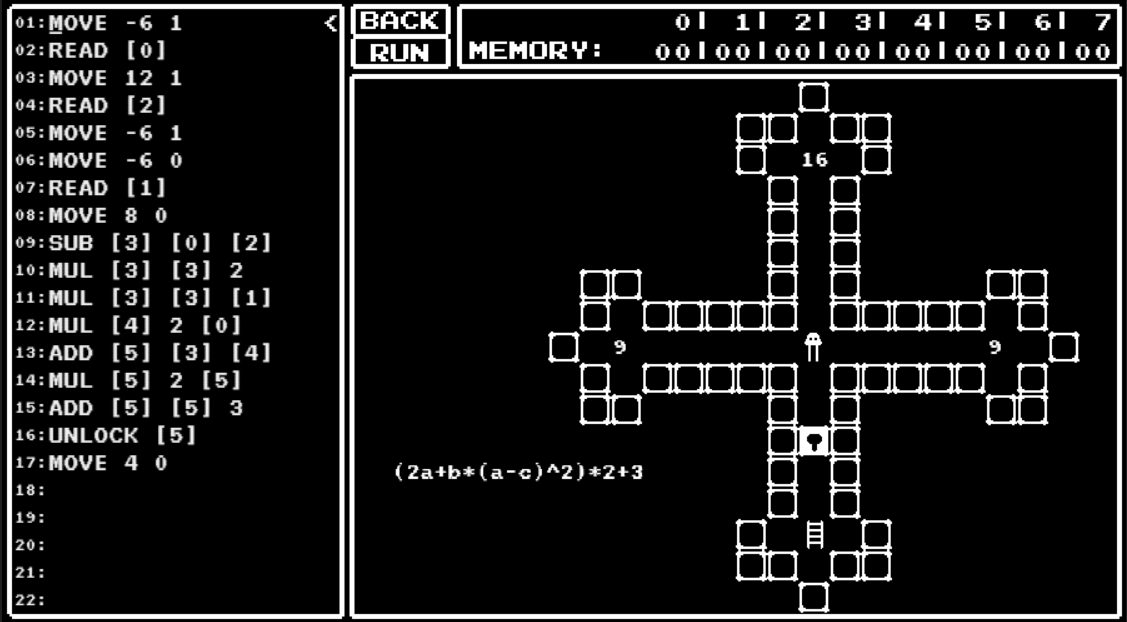 01:MOVE -6 1 <
02:READ [0]
03:MOVE 12 1
04:READ [2]
05:MOVE -6 1
06:MOVE -6 0
07:READ [1]
08:MOVE 8 0
09:SUB [3] [0] [2]
10:MUL [3] [3] 2
11:MUL [3] [3] [1]
12:MUL [4] 2 [0]
13:ADD [5] [3] [4]
14:MUL [5] 2 [5]
15:ADD [5] [5] 3
16:UNLOCK [5]
17:MOVE 4 0
18:
19:
20:
21:
22:
BACK
RUN
0| 1| 2| 3| 4| 5| 6| 7
MEMORY: 00|00|00|00|00|00|00|00
16
9 9
(2a+b*(a-c)^2)*2+3